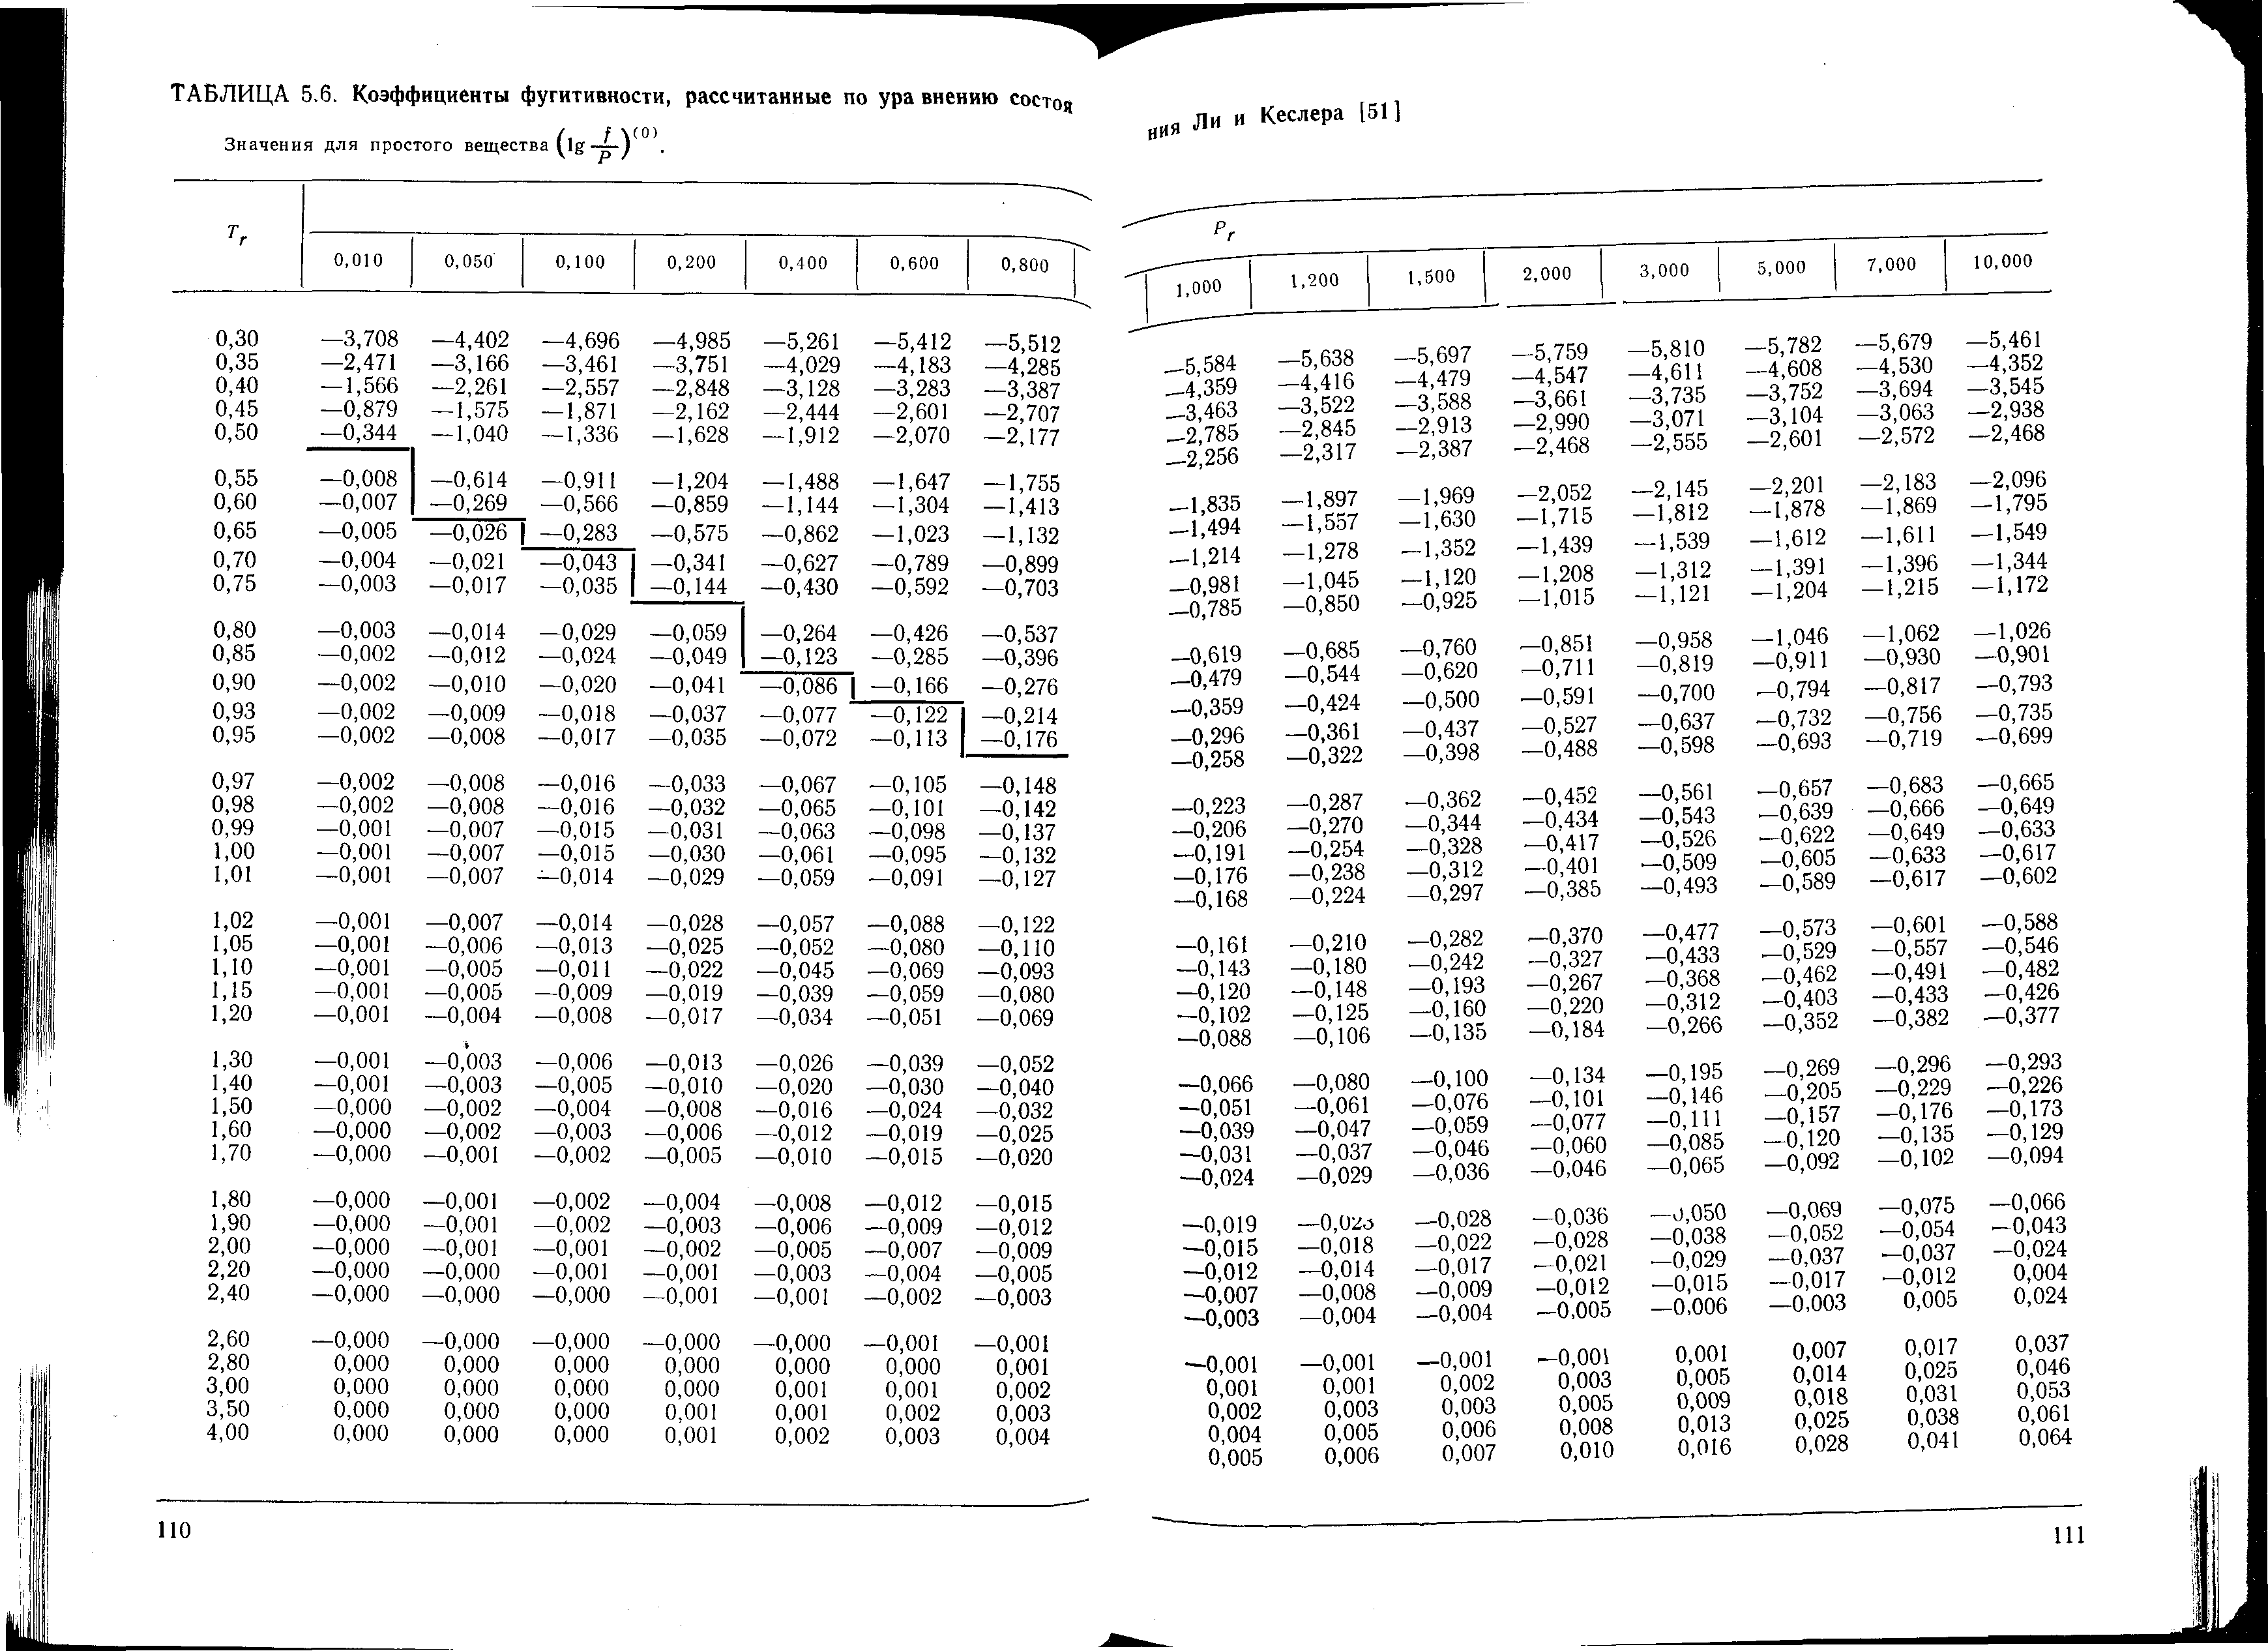 ТАБЛИЦА 5.6. Коэффициенты фугитивности, рассчитанные по уравнению состоя
Значения для простого вещества (lg f/P)^(0).
T_r
0,010 0,050 0,100 0,200 0,400 0,600 0,800
0,30 —3,708 —4,402 —4,696 —4,985 —5,261 —5,412 —5,512
0,35 —2,471 —3,166 —3,461 —3,751 —4,029 —4,183 —4,285
0,40 —1,566 —2,261 —2,557 —2,848 —3,128 —3,283 —3,387
0,45 —0,879 —1,575 —1,871 —2,162 —2,444 —2,601 —2,707
0,50 —0,344 —1,040 —1,336 —1,628 —1,912 —2,070 —2,177
0,55 —0,008 —0,614 —0,911 —1,204 —1,488 —1,647 —1,755
0,60 —0,007 —0,269 —0,566 —0,859 —1,144 —1,304 —1,413
0,65 —0,005 —0,026 —0,283 —0,575 —0,862 —1,023 —1,132
0,70 —0,004 —0,021 —0,043 —0,341 —0,627 —0,789 —0,899
0,75 —0,003 —0,017 —0,035 —0,144 —0,430 —0,592 —0,703
0,80 —0,003 —0,014 —0,029 —0,059 —0,264 —0,426 —0,537
0,85 —0,002 —0,012 —0,024 —0,049 —0,123 —0,285 —0,396
0,90 —0,002 —0,010 —0,020 —0,041 —0,086 —0,166 —0,276
0,93 —0,002 —0,009 —0,018 —0,037 —0,077 —0,122 —0,214
0,95 —0,002 —0,008 —0,017 —0,035 —0,072 —0,113 —0,176
0,97 —0,002 —0,008 —0,016 —0,033 —0,067 —0,105 —0,148
0,98 —0,002 —0,008 —0,016 —0,032 —0,065 —0,101 —0,142
0,99 —0,001 —0,007 —0,015 —0,031 —0,063 —0,098 —0,137
1,00 —0,001 —0,007 —0,015 —0,030 —0,061 —0,095 —0,132
1,01 —0,001 —0,007 —0,014 —0,029 —0,059 —0,091 —0,127
1,02 —0,001 —0,007 —0,014 —0,028 —0,057 —0,088 —0,122
1,05 —0,001 —0,006 —0,013 —0,025 —0,052 —0,080 —0,110
1,10 —0,001 —0,005 —0,011 —0,022 —0,045 —0,069 —0,093
1,15 —0,001 —0,005 —0,009 —0,019 —0,039 —0,059 —0,080
1,20 —0,001 —0,004 —0,008 —0,017 —0,034 —0,051 —0,069
1,30 —0,001 —0,003 —0,006 —0,013 —0,026 —0,039 —0,052
1,40 —0,001 —0,003 —0,005 —0,010 —0,020 —0,030 —0,040
1,50 —0,000 —0,002 —0,004 —0,008 —0,016 —0,024 —0,032
1,60 —0,000 —0,002 —0,003 —0,006 —0,012 —0,019 —0,025
1,70 —0,000 —0,001 —0,002 —0,005 —0,010 —0,015 —0,020
1,80 —0,000 —0,001 —0,002 —0,004 —0,008 —0,012 —0,015
1,90 —0,000 —0,001 —0,002 —0,003 —0,006 —0,009 —0,012
2,00 —0,000 —0,001 —0,001 —0,002 —0,005 —0,007 —0,009
2,20 —0,000 —0,000 —0,001 —0,001 —0,003 —0,004 —0,005
2,40 —0,000 —0,000 —0,000 —0,001 —0,001 —0,002 —0,003
2,60 —0,000 —0,000 —0,000 —0,000 —0,000 —0,001 —0,001
2,80 0,000 0,000 0,000 0,000 0,000 0,000 0,001
3,00 0,000 0,000 0,000 0,000 0,001 0,001 0,002
3,50 0,000 0,000 0,000 0,001 0,001 0,002 0,003
4,00 0,000 0,000 0,000 0,001 0,002 0,003 0,004
110
ния Ли и Кеслера [51]
P_r
1,000 1,200 1,500 2,000 3,000 5,000 7,000 10,000
—5,584 —5,638 —5,697 —5,759 —5,810 —5,782 —5,679 —5,461
—4,359 —4,416 —4,479 —4,547 —4,611 —4,608 —4,530 —4,352
—3,463 —3,522 —3,588 —3,661 —3,735 —3,752 —3,694 —3,545
—2,785 —2,845 —2,913 —2,990 —3,071 —3,104 —3,063 —2,938
—2,256 —2,317 —2,387 —2,468 —2,555 —2,601 —2,572 —2,468
—1,835 —1,897 —1,969 —2,052 —2,145 —2,201 —2,183 —2,096
—1,494 —1,557 —1,630 —1,715 —1,812 —1,878 —1,869 —1,795
—1,214 —1,278 —1,352 —1,439 —1,539 —1,612 —1,611 —1,549
—0,981 —1,045 —1,120 —1,208 —1,312 —1,391 —1,396 —1,344
—0,785 —0,850 —0,925 —1,015 —1,121 —1,204 —1,215 —1,172
—0,619 —0,685 —0,760 —0,851 —0,958 —1,046 —1,062 —1,026
—0,479 —0,544 —0,620 —0,711 —0,819 —0,911 —0,930 —0,901
—0,359 —0,424 —0,500 —0,591 —0,700 —0,794 —0,817 —0,793
—0,296 —0,361 —0,437 —0,527 —0,637 —0,732 —0,756 —0,735
—0,258 —0,322 —0,398 —0,488 —0,598 —0,693 —0,719 —0,699
—0,223 —0,287 —0,362 —0,452 —0,561 —0,657 —0,683 —0,665
—0,206 —0,270 —0,344 —0,434 —0,543 —0,639 —0,666 —0,649
—0,191 —0,254 —0,328 —0,417 —0,526 —0,622 —0,649 —0,633
—0,176 —0,238 —0,312 —0,401 —0,509 —0,605 —0,633 —0,617
—0,168 —0,224 —0,297 —0,385 —0,493 —0,589 —0,617 —0,602
—0,161 —0,210 —0,282 —0,370 —0,477 —0,573 —0,601 —0,588
—0,143 —0,180 —0,242 —0,327 —0,433 —0,529 —0,557 —0,546
—0,120 —0,148 —0,193 —0,267 —0,368 —0,462 —0,491 —0,482
—0,102 —0,125 —0,160 —0,220 —0,312 —0,403 —0,433 —0,426
—0,088 —0,106 —0,135 —0,184 —0,266 —0,352 —0,382 —0,377
—0,066 —0,080 —0,100 —0,134 —0,195 —0,269 —0,296 —0,293
—0,051 —0,061 —0,076 —0,101 —0,146 —0,205 —0,229 —0,226
—0,039 —0,047 —0,059 —0,077 —0,111 —0,157 —0,176 —0,173
—0,031 —0,037 —0,046 —0,060 —0,085 —0,120 —0,135 —0,129
—0,024 —0,029 —0,036 —0,046 —0,065 —0,092 —0,102 —0,094
—0,019 —0,023 —0,028 —0,036 —0,050 —0,069 —0,075 —0,066
—0,015 —0,018 —0,022 —0,028 —0,038 —0,052 —0,054 —0,043
—0,012 —0,014 —0,017 —0,021 —0,029 —0,037 —0,037 —0,024
—0,007 —0,008 —0,009 —0,012 —0,015 —0,017 —0,012 0,004
—0,003 —0,004 —0,004 —0,005 —0,006 —0,003 0,005 0,024
—0,001 —0,001 —0,001 —0,001 0,001 0,007 0,017 0,037
0,001 0,001 0,002 0,003 0,005 0,014 0,025 0,046
0,002 0,003 0,003 0,005 0,009 0,018 0,031 0,053
0,004 0,005 0,006 0,008 0,013 0,025 0,038 0,061
0,005 0,006 0,007 0,010 0,016 0,028 0,041 0,064
111